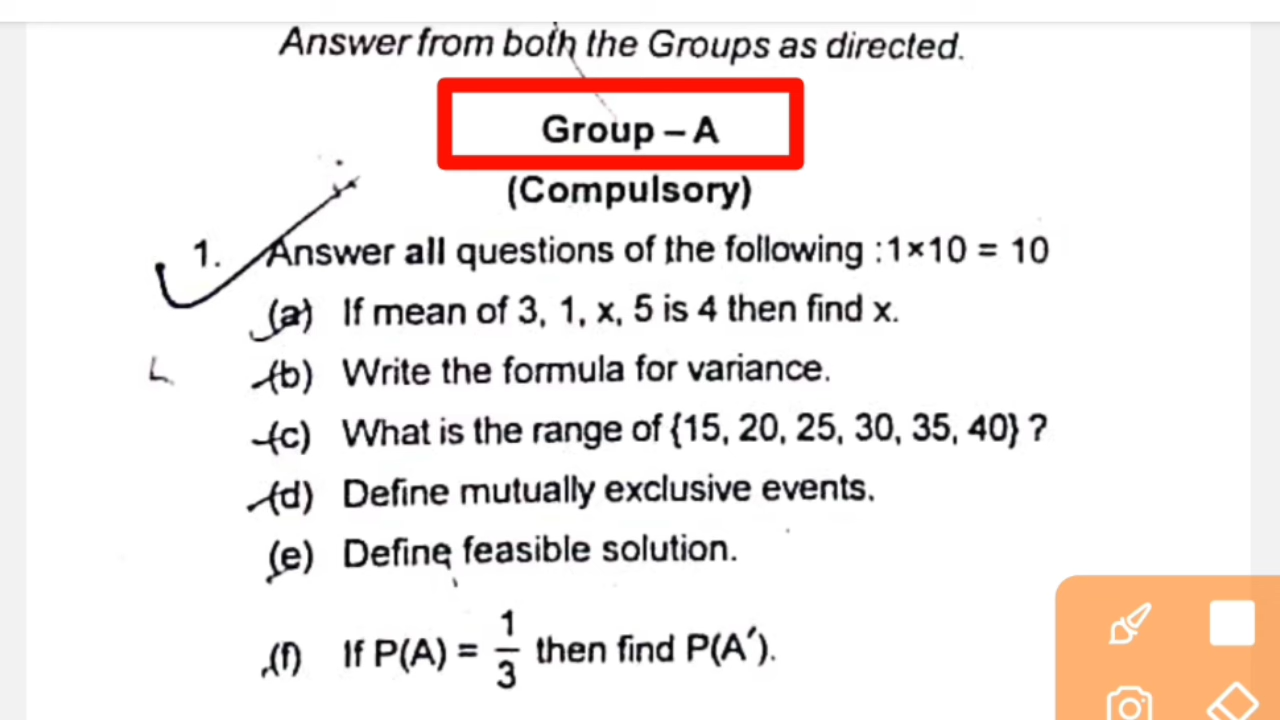 Answer from both the Groups as directed.
Group – A
(Compulsory)
1. Answer all questions of the following :1×10 = 10
(a) If mean of 3, 1, x, 5 is 4 then find x.
(b) Write the formula for variance.
(c) What is the range of {15, 20, 25, 30, 35, 40} ?
(d) Define mutually exclusive events.
(e) Define feasible solution.
(f) If P(A) = 1/3 then find P(A′).